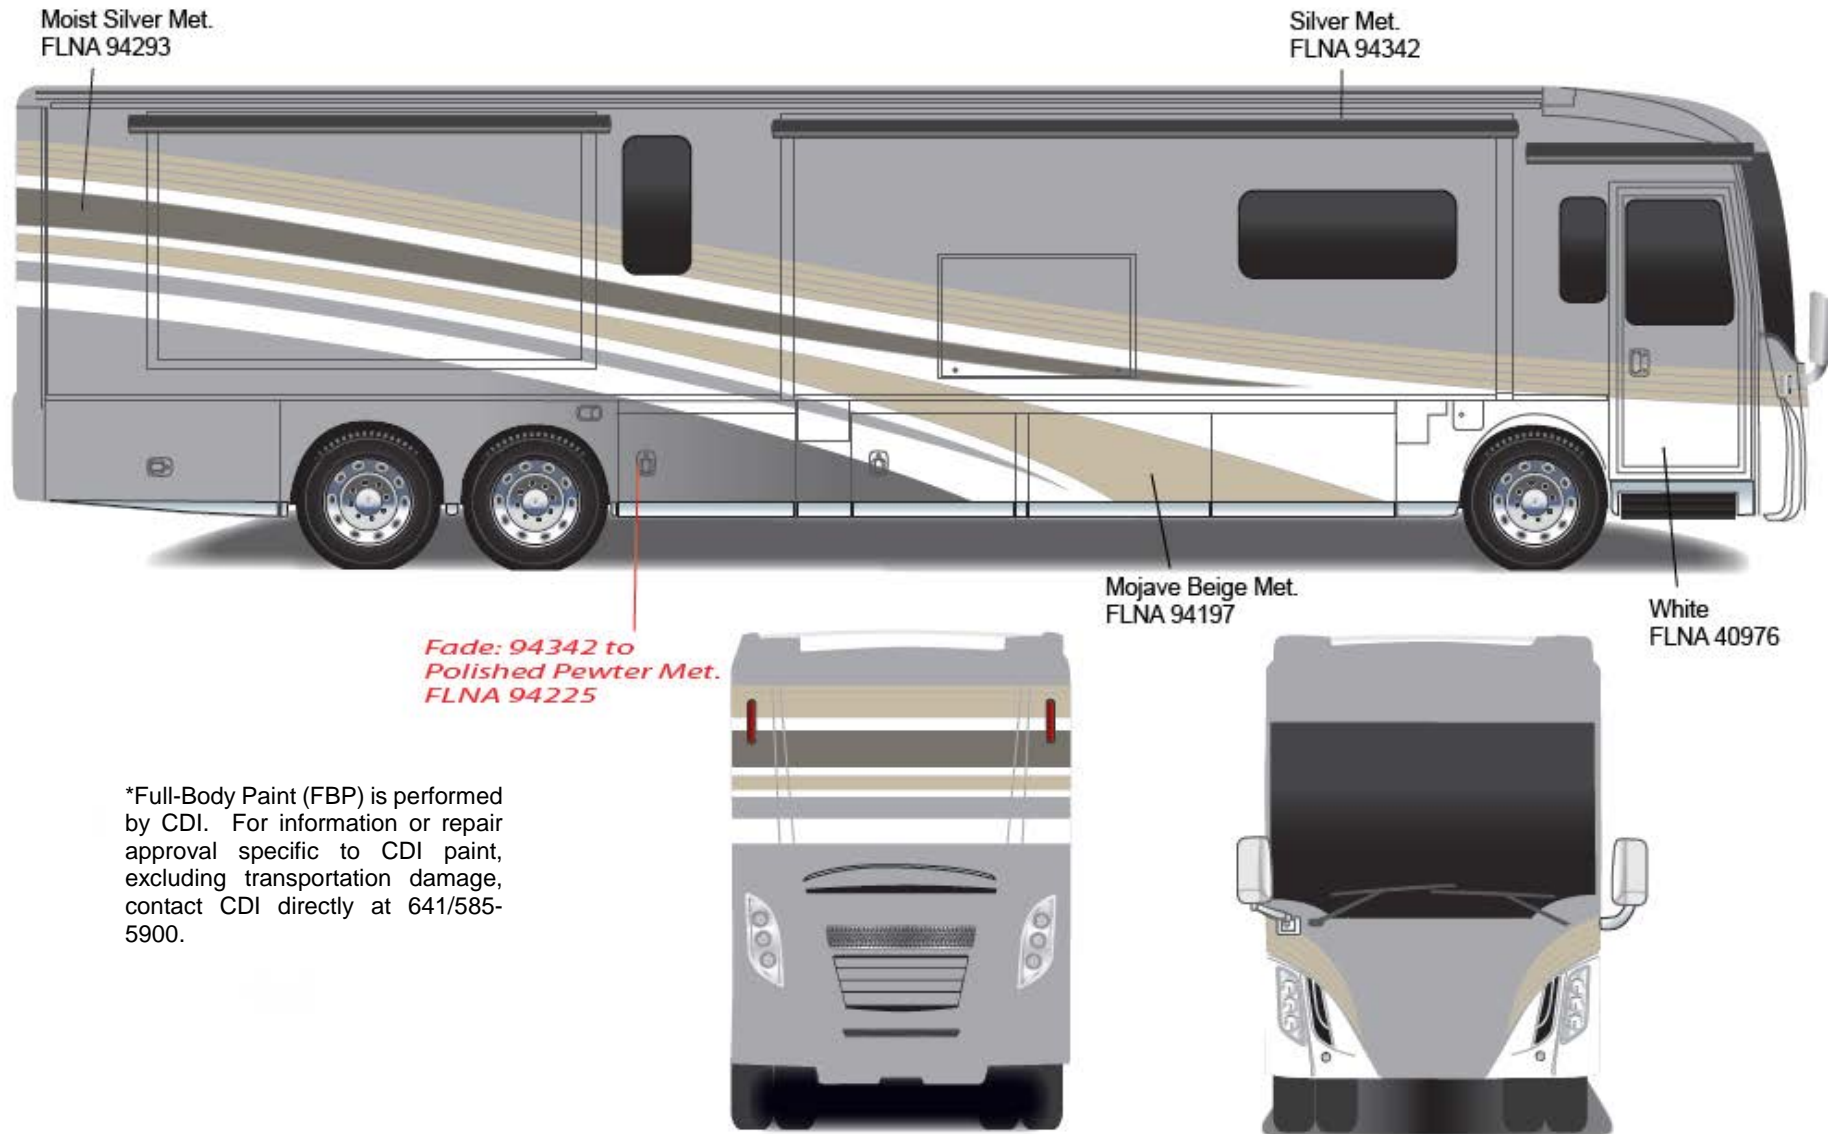 Moist Silver Met.
FLNA 94293
Silver Met.
FLNA 94342
Mojave Beige Met.
FLNA 94197
White
FLNA 40976
Fade: 94342 to
Polished Pewter Met.
FLNA 94225
*Full-Body Paint (FBP) is performed
by CDI. For information or repair
approval specific to CDI paint,
excluding transportation damage,
contact CDI directly at 641/585-
5900.